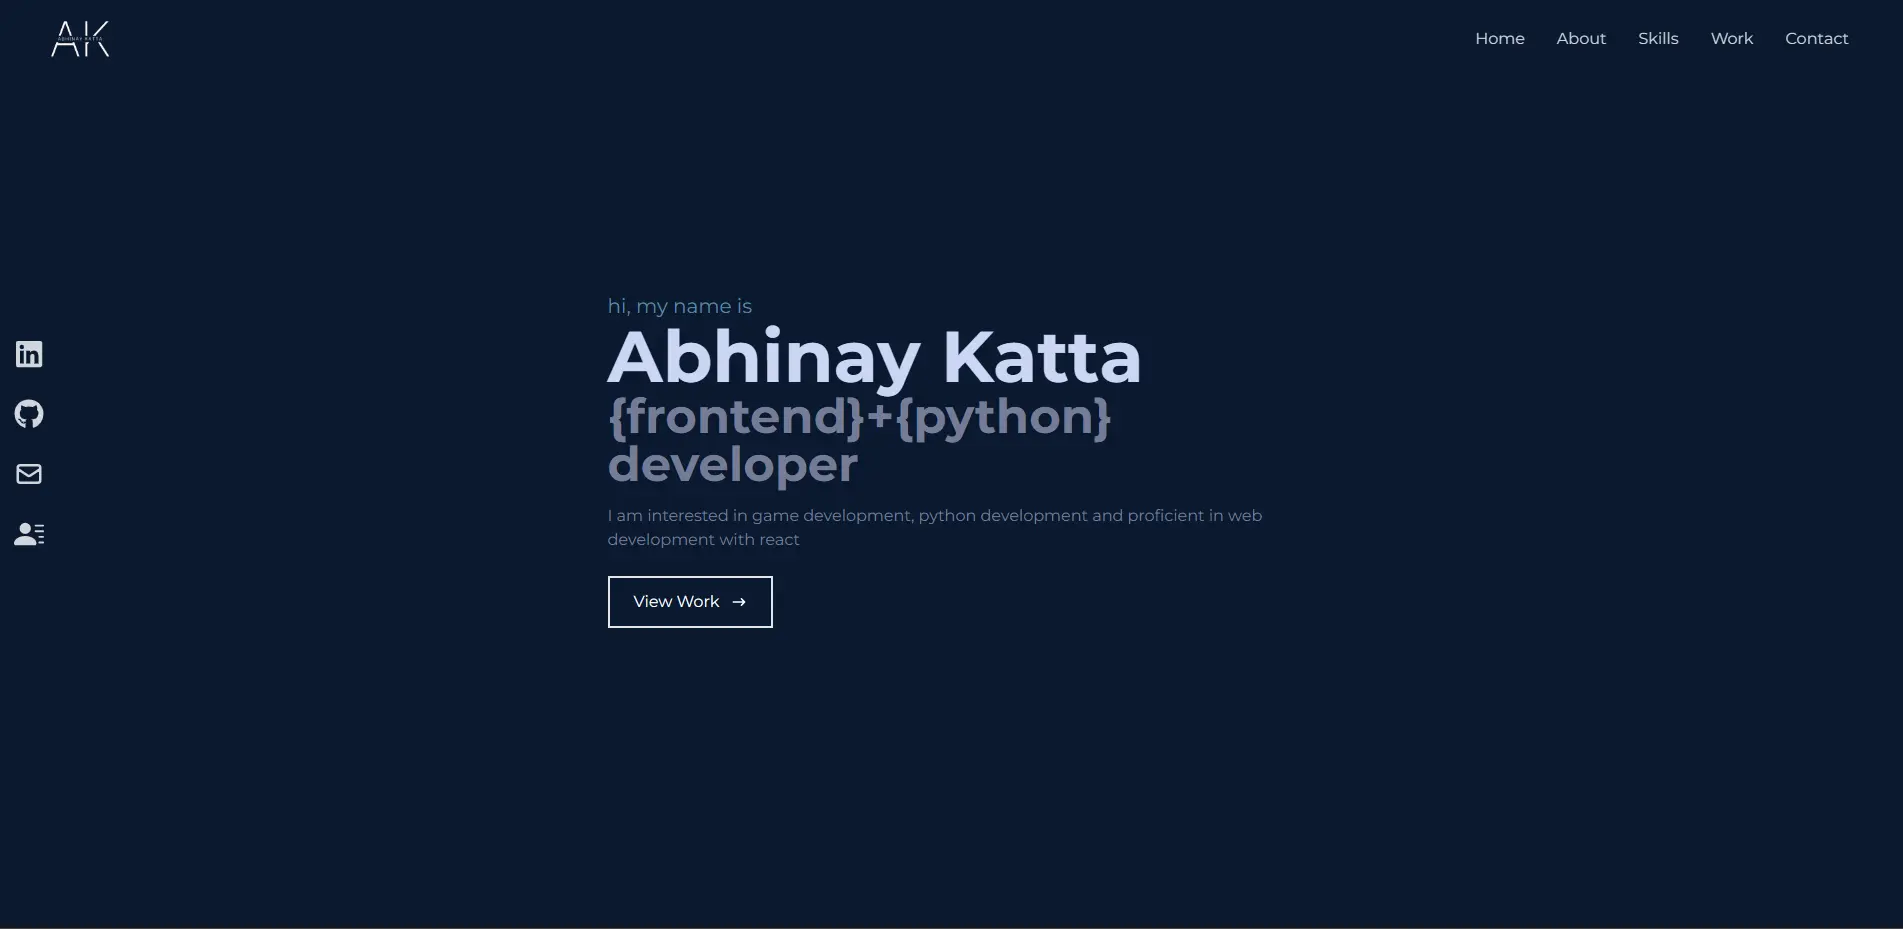 AK
ABHINAY KATTA
Home About Skills Work Contact
hi, my name is
Abhinay Katta
{frontend}+{python}
developer
I am interested in game development, python development and proficient in web
development with react
View Work →
in